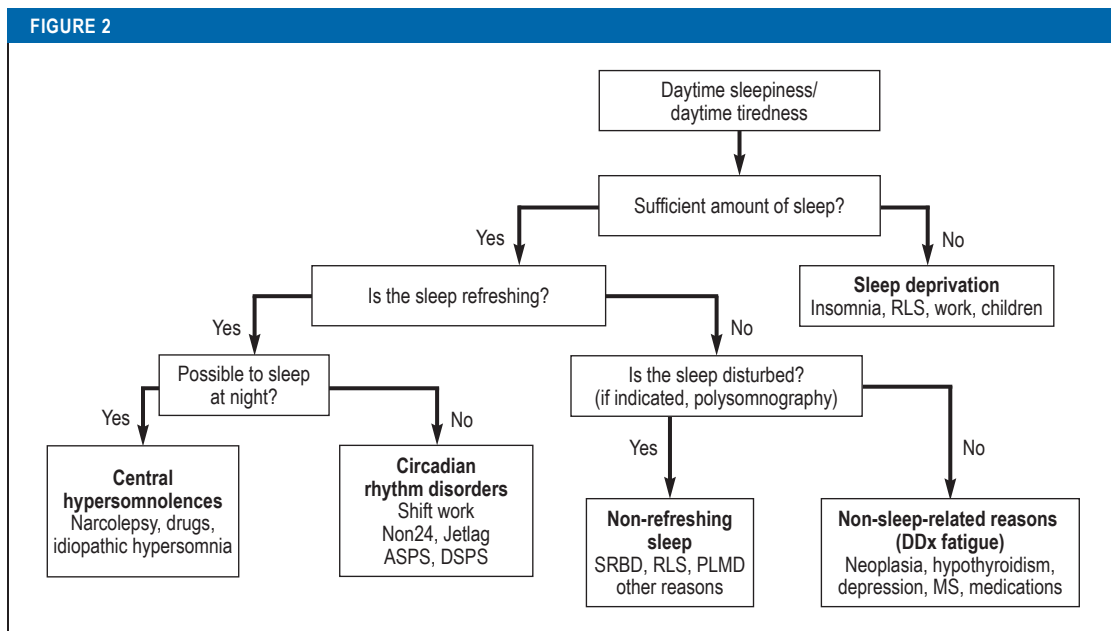 FIGURE 2
Daytime sleepiness/
daytime tiredness
Sufficient amount of sleep?
Yes
No
Is the sleep refreshing?
Sleep deprivation
Insomnia, RLS, work, children
Yes
No
Possible to sleep
at night?
Is the sleep disturbed?
(if indicated, polysomnography)
Yes
No
Yes
No
Central
hypersomnolences
Narcolepsy, drugs,
idiopathic hypersomnia
Circadian
rhythm disorders
Shift work
Non24, Jetlag
ASPS, DSPS
Non-refreshing
sleep
SRBD, RLS, PLMD
other reasons
Non-sleep-related reasons
(DDx fatigue)
Neoplasia, hypothyroidism,
depression, MS, medications